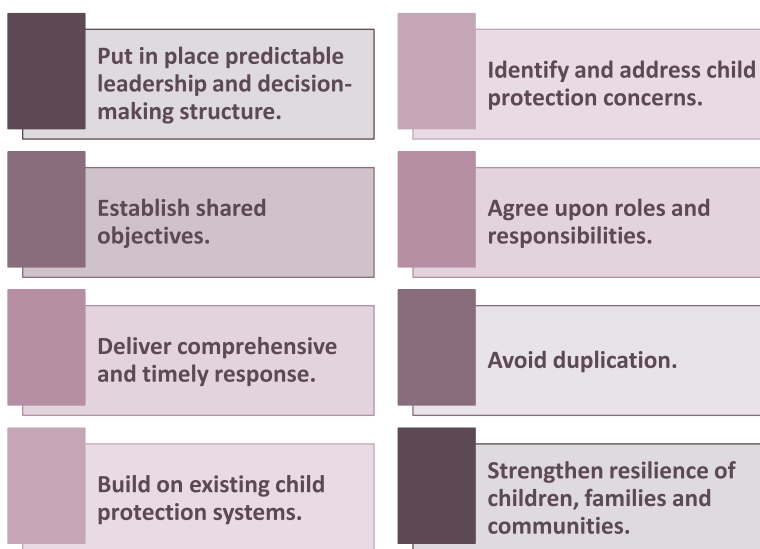 Put in place predictable
leadership and decision-
making structure.
Identify and address child
protection concerns.
Establish shared
objectives.
Agree upon roles and
responsibilities.
Deliver comprehensive
and timely response.
Avoid duplication.
Build on existing child
protection systems.
Strengthen resilience of
children, families and
communities.